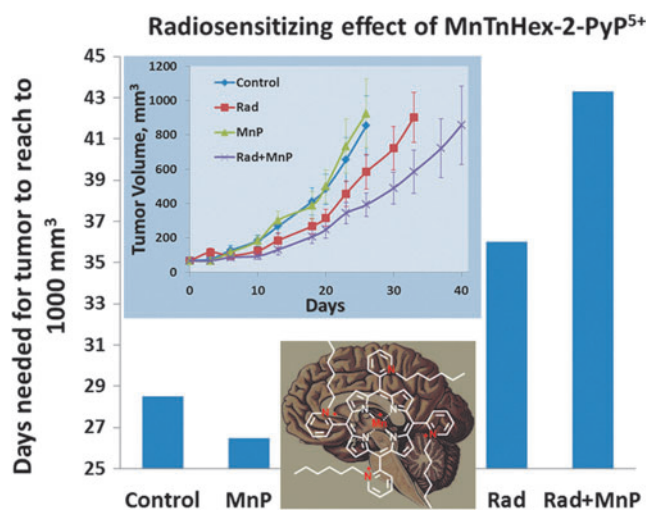 Radiosensitizing effect of MnTnHex-2-PyP⁵⁺
Days needed for tumor to reach to
1000 mm³
45
43
41
39
37
35
33
31
29
27
25
Control
MnP
Rad
Rad+MnP
Tumor Volume, mm³
1200
1000
800
600
400
200
0
Control
Rad
MnP
Rad+MnP
0
10
20
30
40
Days
N⁺
N
N
N⁺
N⁺
N
N
N⁺